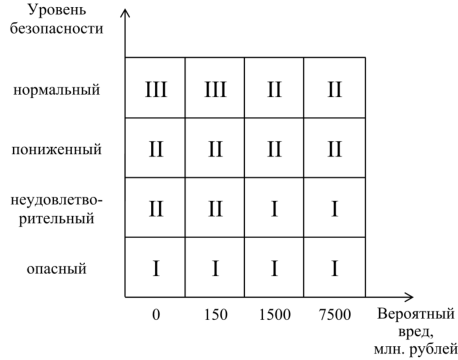 Уровень
безопасности
нормальный III III II II
пониженный II II II II
неудовлетво-
рительный II II I I
опасный I I I I
0 150 1500 7500 Вероятный
вред,
млн. рублей